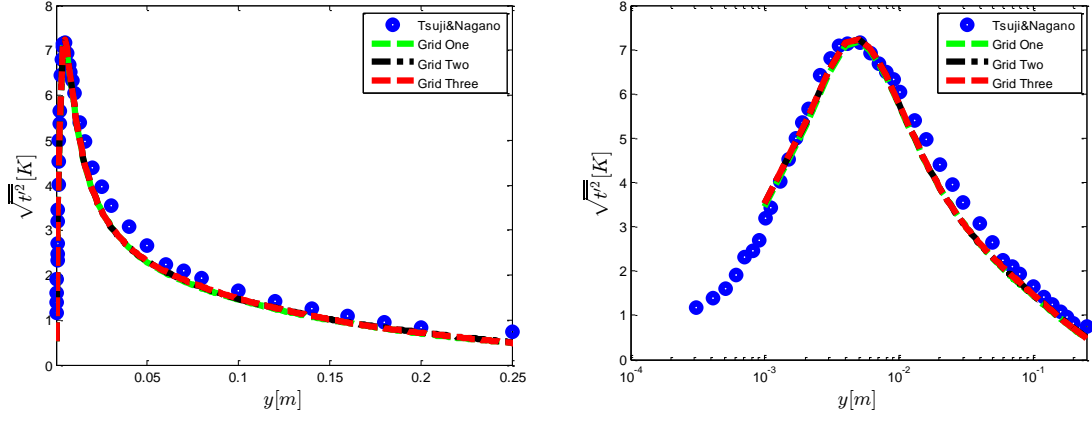 8
7
6
5
4
3
2
1
0
√t′² [K]
0.05 0.1 0.15 0.2 0.25
y[m]
Tsuji&Nagano
Grid One
Grid Two
Grid Three
8
7
6
5
4
3
2
1
0
√t′² [K]
10⁻⁴ 10⁻³ 10⁻² 10⁻¹
y[m]
Tsuji&Nagano
Grid One
Grid Two
Grid Three